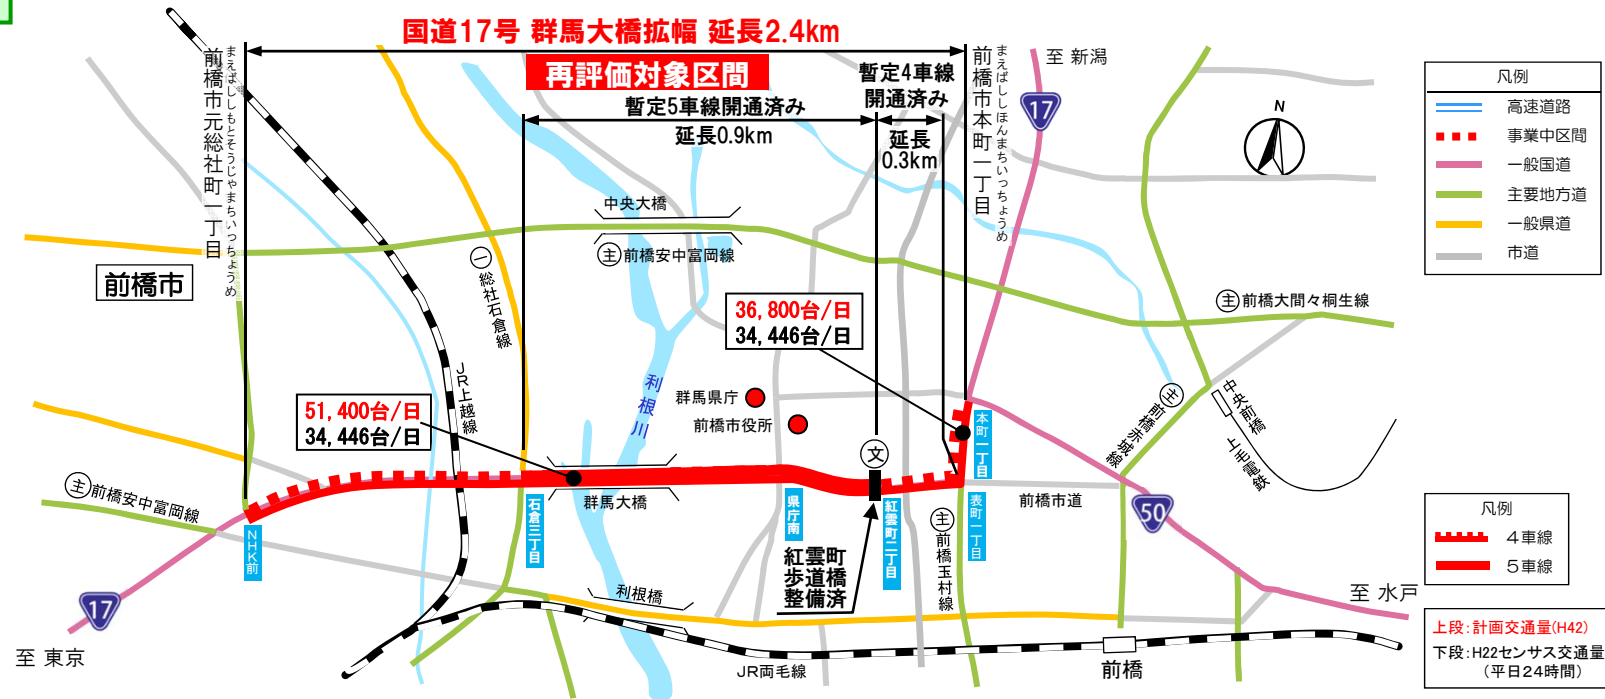 国道17号 群馬大橋拡幅 延長2.4km
再評価対象区間
暫定5車線開通済み
延長0.9km
暫定4車線
開通済み
延長
0.3km
前橋市元総社町一丁目
まえばししもとそうじゃまちいっちょうめ
前橋市本町一丁目
まえばししほんまちいっちょうめ
至 新潟
17
N
凡例
高速道路
事業中区間
一般国道
主要地方道
一般県道
市道
前橋市
中央大橋
主 前橋安中富岡線
一 総社石倉線
36,800台/日
34,446台/日
主 前橋大間々桐生線
JR上越線
利根川
群馬県庁
前橋市役所
51,400台/日
34,446台/日
本町一丁目
主 前橋赤城線
中央前橋
上毛電鉄
文
主 前橋安中富岡線
NHK前
石倉三丁目
群馬大橋
県庁南
紅雲町二丁目
主 前橋玉村線
表町一丁目
前橋市道
50
紅雲町
歩道橋
整備済
凡例
4車線
5車線
17
利根橋
至 水戸
至 東京
JR両毛線
前橋
上段:計画交通量(H42)
下段:H22センサス交通量
(平日24時間)